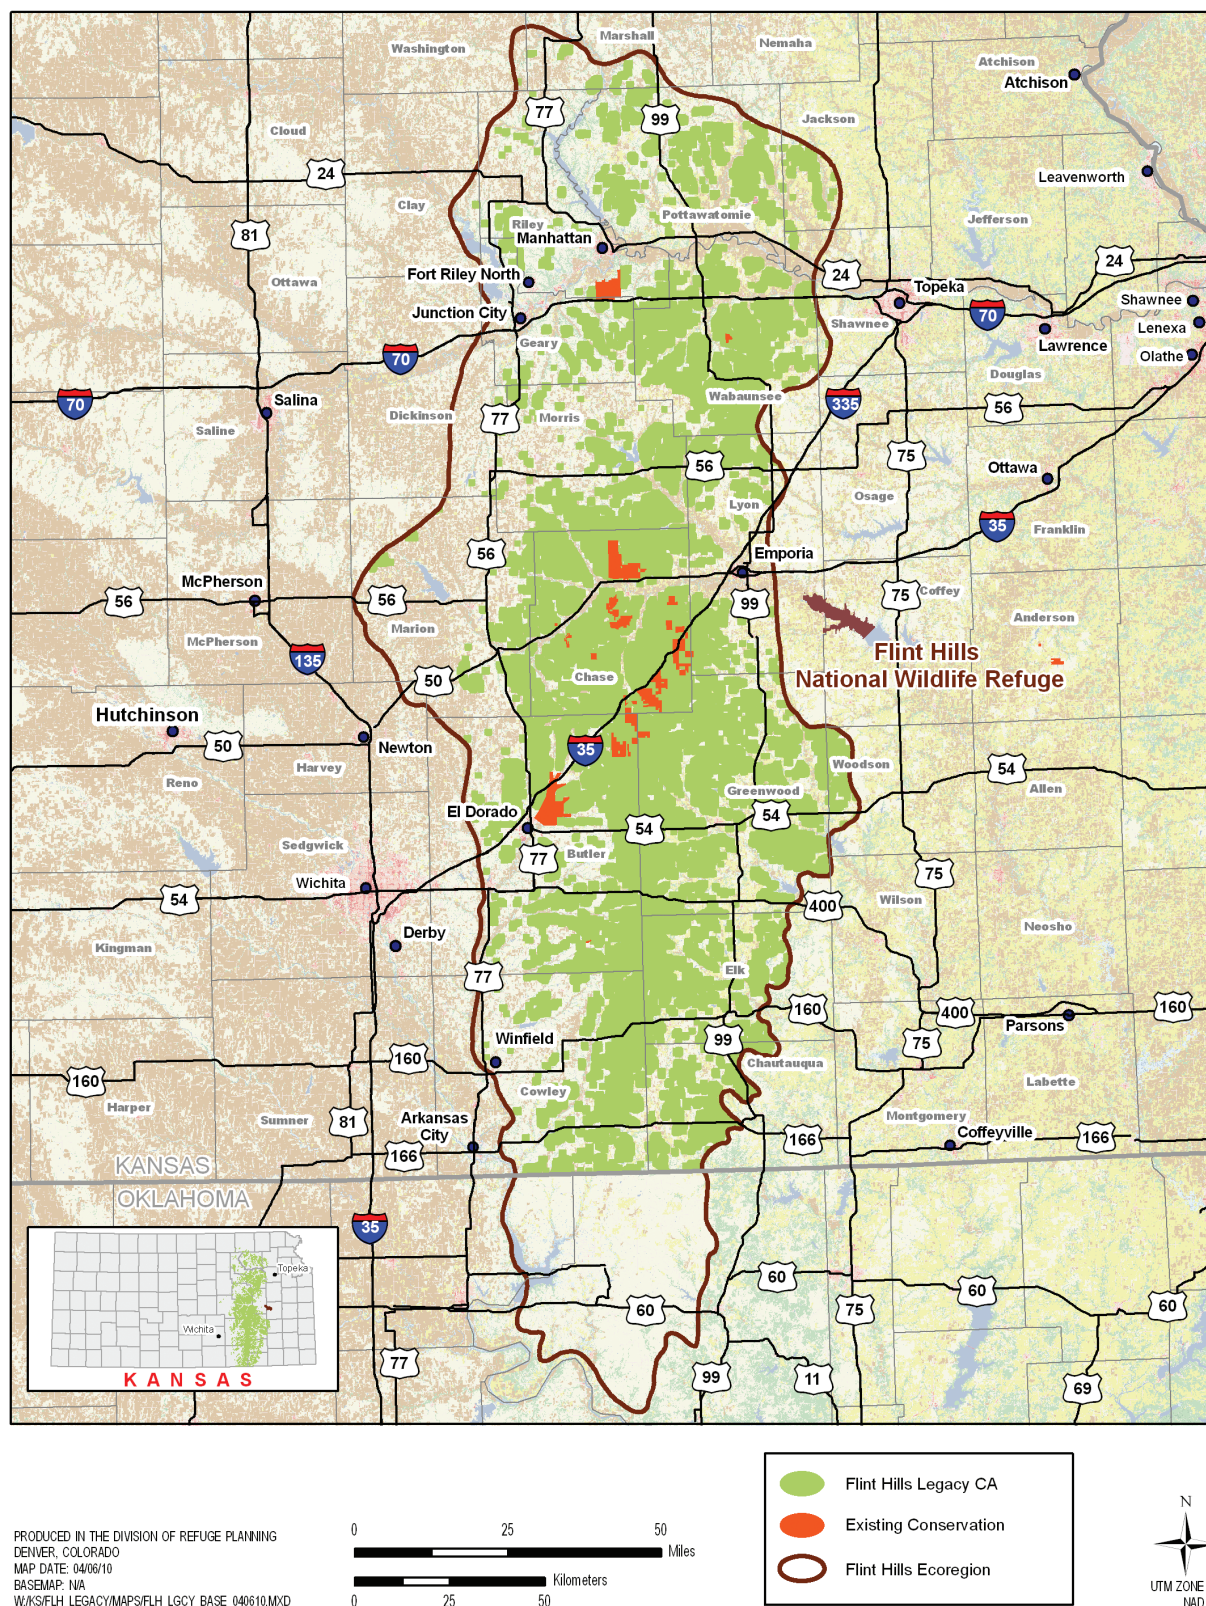 Washington
Marshall
Nemaha
Atchison
Atchison
77
99
Jackson
Cloud
24
Leavenworth
Clay
Riley
Pottawatomie
Jefferson
81
Manhattan
24
Ottawa
Fort Riley North
24
Topeka
Shawnee
Junction City
Shawnee
70
Lenexa
Geary
Lawrence
Olathe
70
Douglas
70
Salina
Dickinson
77
Morris
Wabaunsee
335
56
Saline
56
75
Ottawa
Lyon
Osage
35
Franklin
56
Emporia
McPherson
56
56
99
75
Coffey
Anderson
Marion
McPherson
135
Flint Hills
National Wildlife Refuge
50
Chase
Hutchinson
50
Newton
35
Woodson
54
Harvey
Reno
Greenwood
Allen
El Dorado
54
54
Sedgwick
77
Butler
75
Wichita
54
400
Wilson
Neosho
Derby
Kingman
77
Elk
160
400
160
Parsons
Winfield
99
75
160
Chautauqua
160
Cowley
Labette
Harper
Sumner
81
Arkansas
City
Montgomery
Coffeyville
166
166
166
KANSAS
OKLAHOMA
35
Topeka
Wichita
KANSAS
60
60
60
60
75
77
99
11
69
Flint Hills Legacy CA
Existing Conservation
Flint Hills Ecoregion
N
UTM ZONE
NAD
0 25 50
Miles
Kilometers
0 25 50
PRODUCED IN THE DIVISION OF REFUGE PLANNING
DENVER, COLORADO
MAP DATE: 04/06/10
BASEMAP: N/A
W:/KS/FLH_LEGACY/MAPS/FLH_LGCY_BASE_040610.MXD